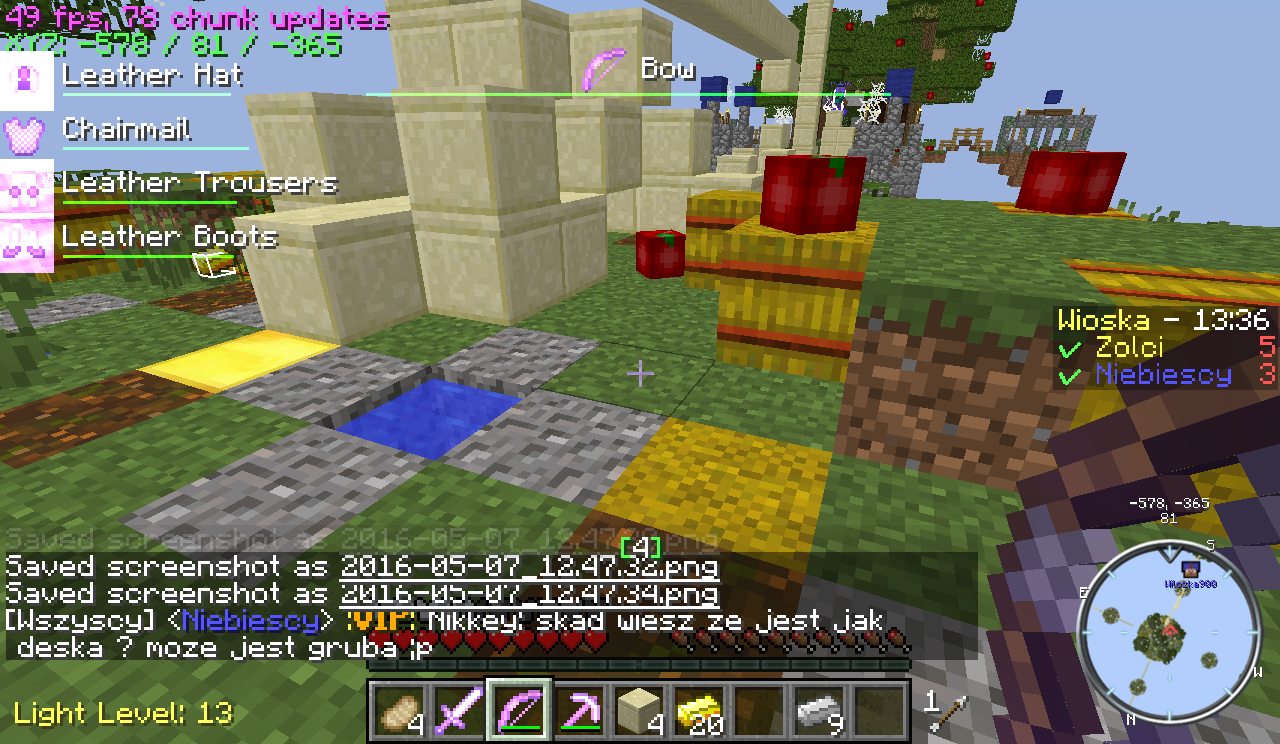 49 fps, 78 chunk updates
XYZ: -578 / 81 / -365
Leather Hat
Bow
Chainmail
Leather Trousers
Leather Boots
Wioska - 13:36
Zolci 5
Niebiescy 3
-578, -365
81
S
E
W
N
[4]
Saved screenshot as 2016-05-07_12.47.32.png
Saved screenshot as 2016-05-07_12.47.34.png
[Wszyscy] <Niebiescy> :VIP: Nikkey: skad wiesz ze jest jak
deska ? moze jest gruba ;p
Light Level: 13
4
4
20
9
1